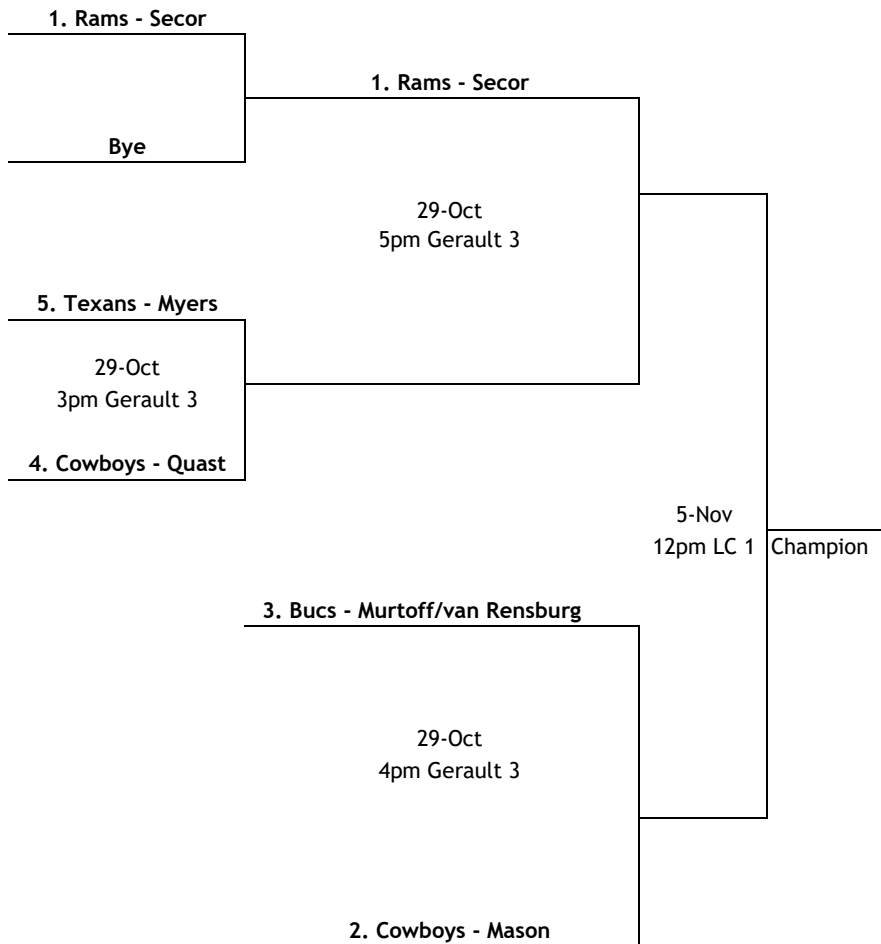 1. Rams - Secor
1. Rams - Secor
Bye
29-Oct
5pm Gerault 3
5. Texans - Myers
29-Oct
3pm Gerault 3
4. Cowboys - Quast
5-Nov
12pm LC 1
Champion
3. Bucs - Murtoff/van Rensburg
29-Oct
4pm Gerault 3
2. Cowboys - Mason